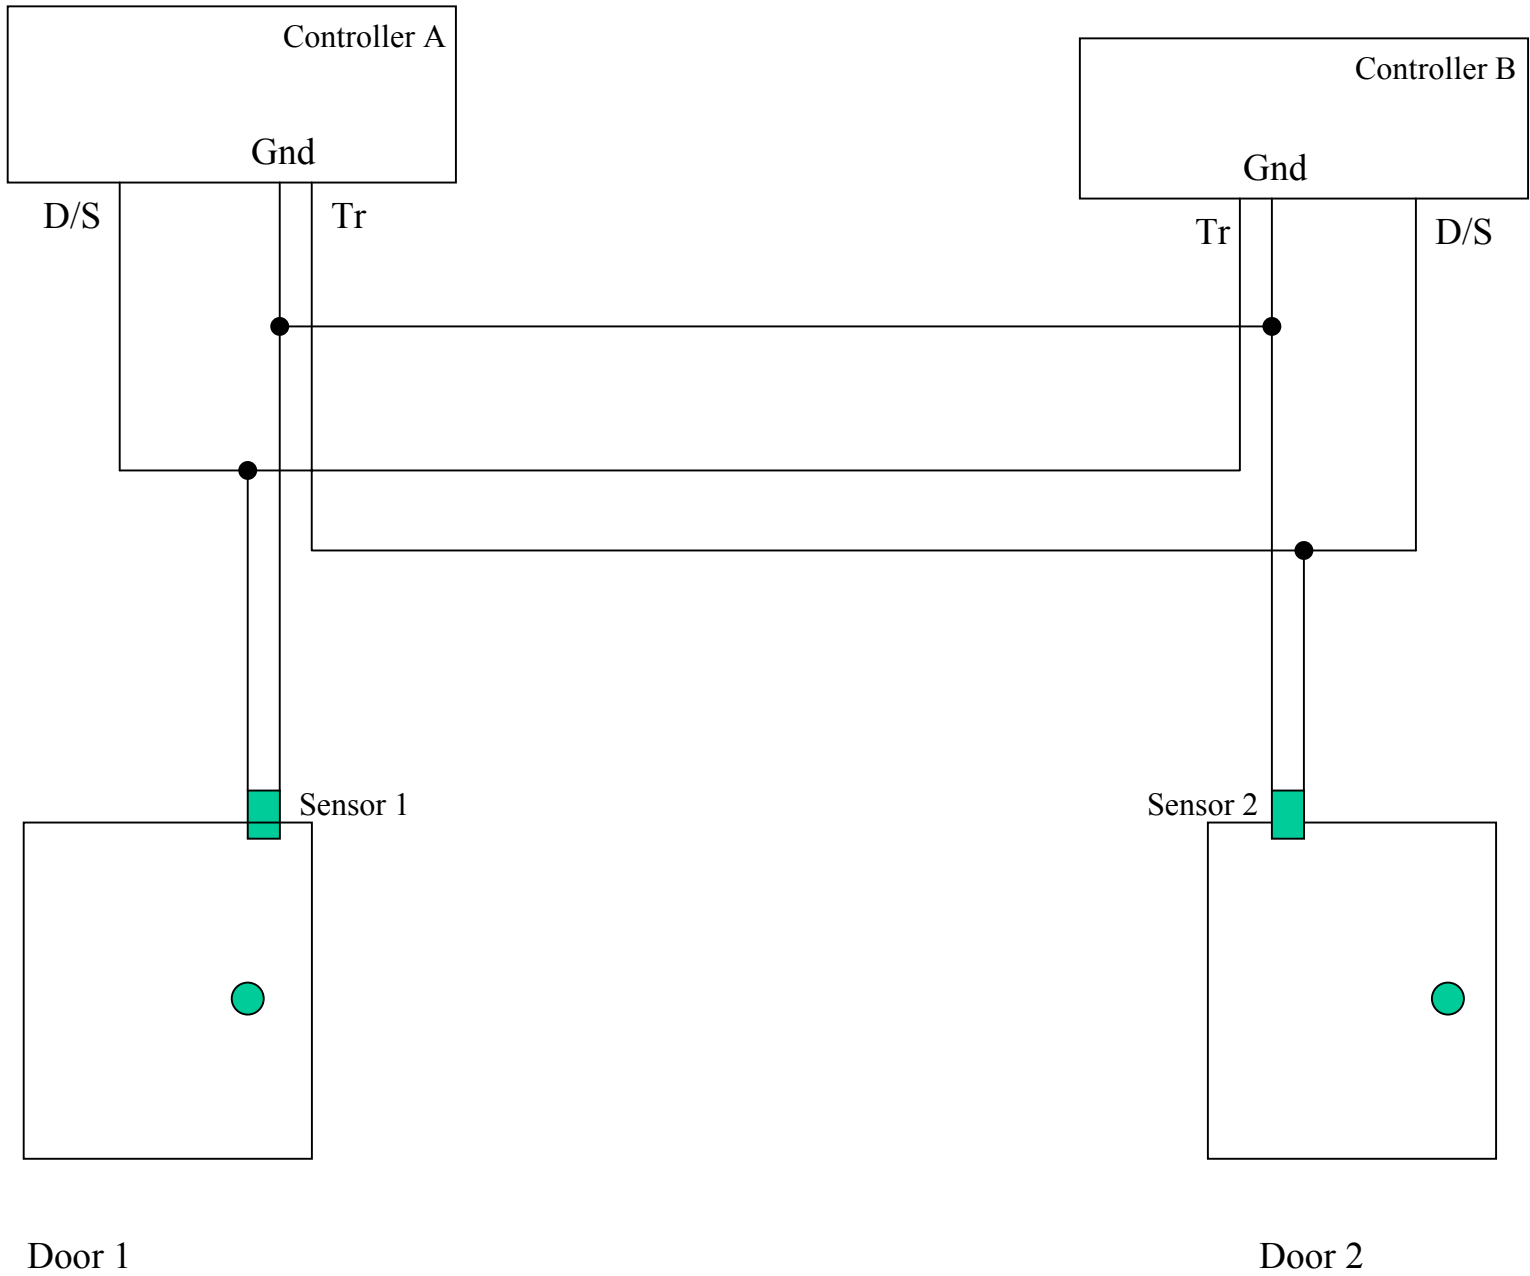 Controller A
Controller B
Gnd
Gnd
D/S
Tr
Tr
D/S
Sensor 1
Sensor 2
Door 1
Door 2